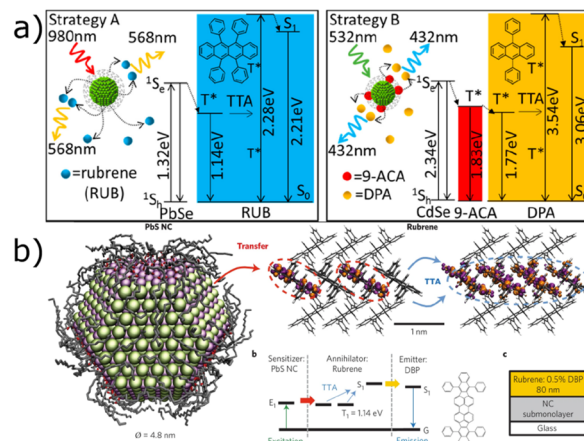 a)
Strategy A
980nm
568nm
568nm
=rubrene
(RUB)
¹Se
1.32eV
¹Sh
PbSe
T*
1.14eV
TTA
T*
T*
2.28eV
S₁
2.21eV
S₀
RUB
PbS NC
Strategy B
532nm
432nm
432nm
=9-ACA
=DPA
¹Se
2.34eV
¹Sh
CdSe
T*
1.83eV
9-ACA
T*
1.77eV
TTA
T*
T*
3.54eV
S₁
3.06eV
S₀
DPA
Rubrene
b)
Transfer
TTA
1 nm
Ø = 4.8 nm
b
Sensitizer:
PbS NC
Annihilator:
Rubrene
Emitter:
DBP
E₁
TTA
S₁
T₁ = 1.14 eV
S₁
G
Excitation
Emission
c
Rubrene: 0.5% DBP
80 nm
NC
submonolayer
Glass